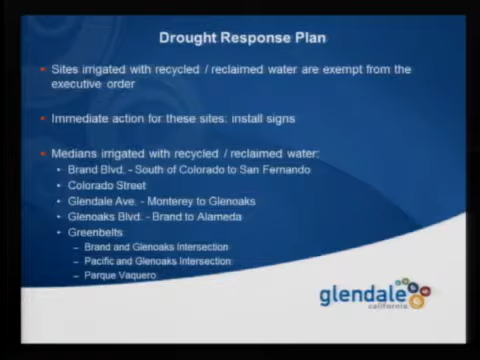 Drought Response Plan
• Sites irrigated with recycled / reclaimed water are exempt from the
executive order
• Immediate action for these sites: install signs
• Medians irrigated with recycled / reclaimed water:
• Brand Blvd. - South of Colorado to San Fernando
• Colorado Street
• Glendale Ave. - Monterey to Glenoaks
• Glenoaks Blvd. - Brand to Alameda
• Greenbelts
– Brand and Glenoaks Intersection
– Pacific and Glenoaks Intersection
– Parque Vaquero
glendale
california